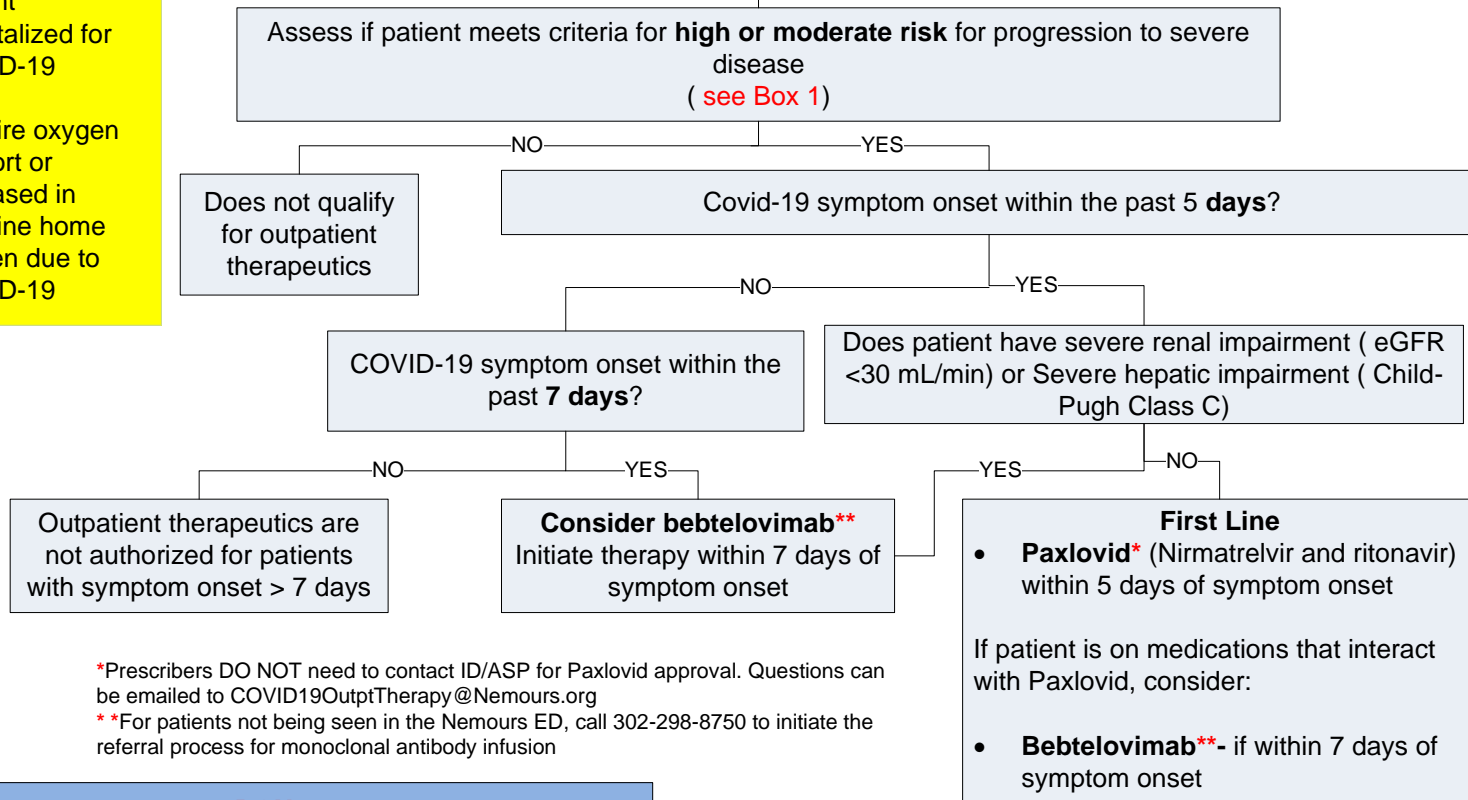 talized for
D-19
ire oxygen
ort or
ased in
ine home
en due to
D-19
Assess if patient meets criteria for high or moderate risk for progression to severe
disease
( see Box 1)
NO
YES
Does not qualify
for outpatient
therapeutics
Covid-19 symptom onset within the past 5 days?
NO
YES
COVID-19 symptom onset within the
past 7 days?
Does patient have severe renal impairment ( eGFR
<30 mL/min) or Severe hepatic impairment ( Child-
Pugh Class C)
NO
YES
YES
NO
Outpatient therapeutics are
not authorized for patients
with symptom onset > 7 days
Consider bebtelovimab**
Initiate therapy within 7 days of
symptom onset
First Line
• Paxlovid* (Nirmatrelvir and ritonavir)
within 5 days of symptom onset
If patient is on medications that interact
with Paxlovid, consider:
• Bebtelovimab**- if within 7 days of
symptom onset
*Prescribers DO NOT need to contact ID/ASP for Paxlovid approval. Questions can
be emailed to COVID19OutptTherapy@Nemours.org
* *For patients not being seen in the Nemours ED, call 302-298-8750 to initiate the
referral process for monoclonal antibody infusion